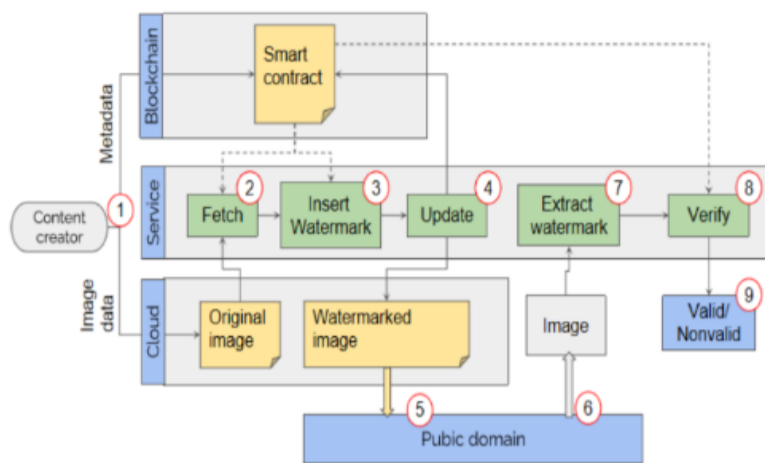 Blockchain
Smart
contract
Metadata
Content
creator
1
Image
data
Service
Fetch
2
Insert
Watermark
3
Update
4
Extract
watermark
7
Verify
8
Cloud
Original
image
Watermarked
image
Image
Valid/
Nonvalid
9
5
6
Pubic domain